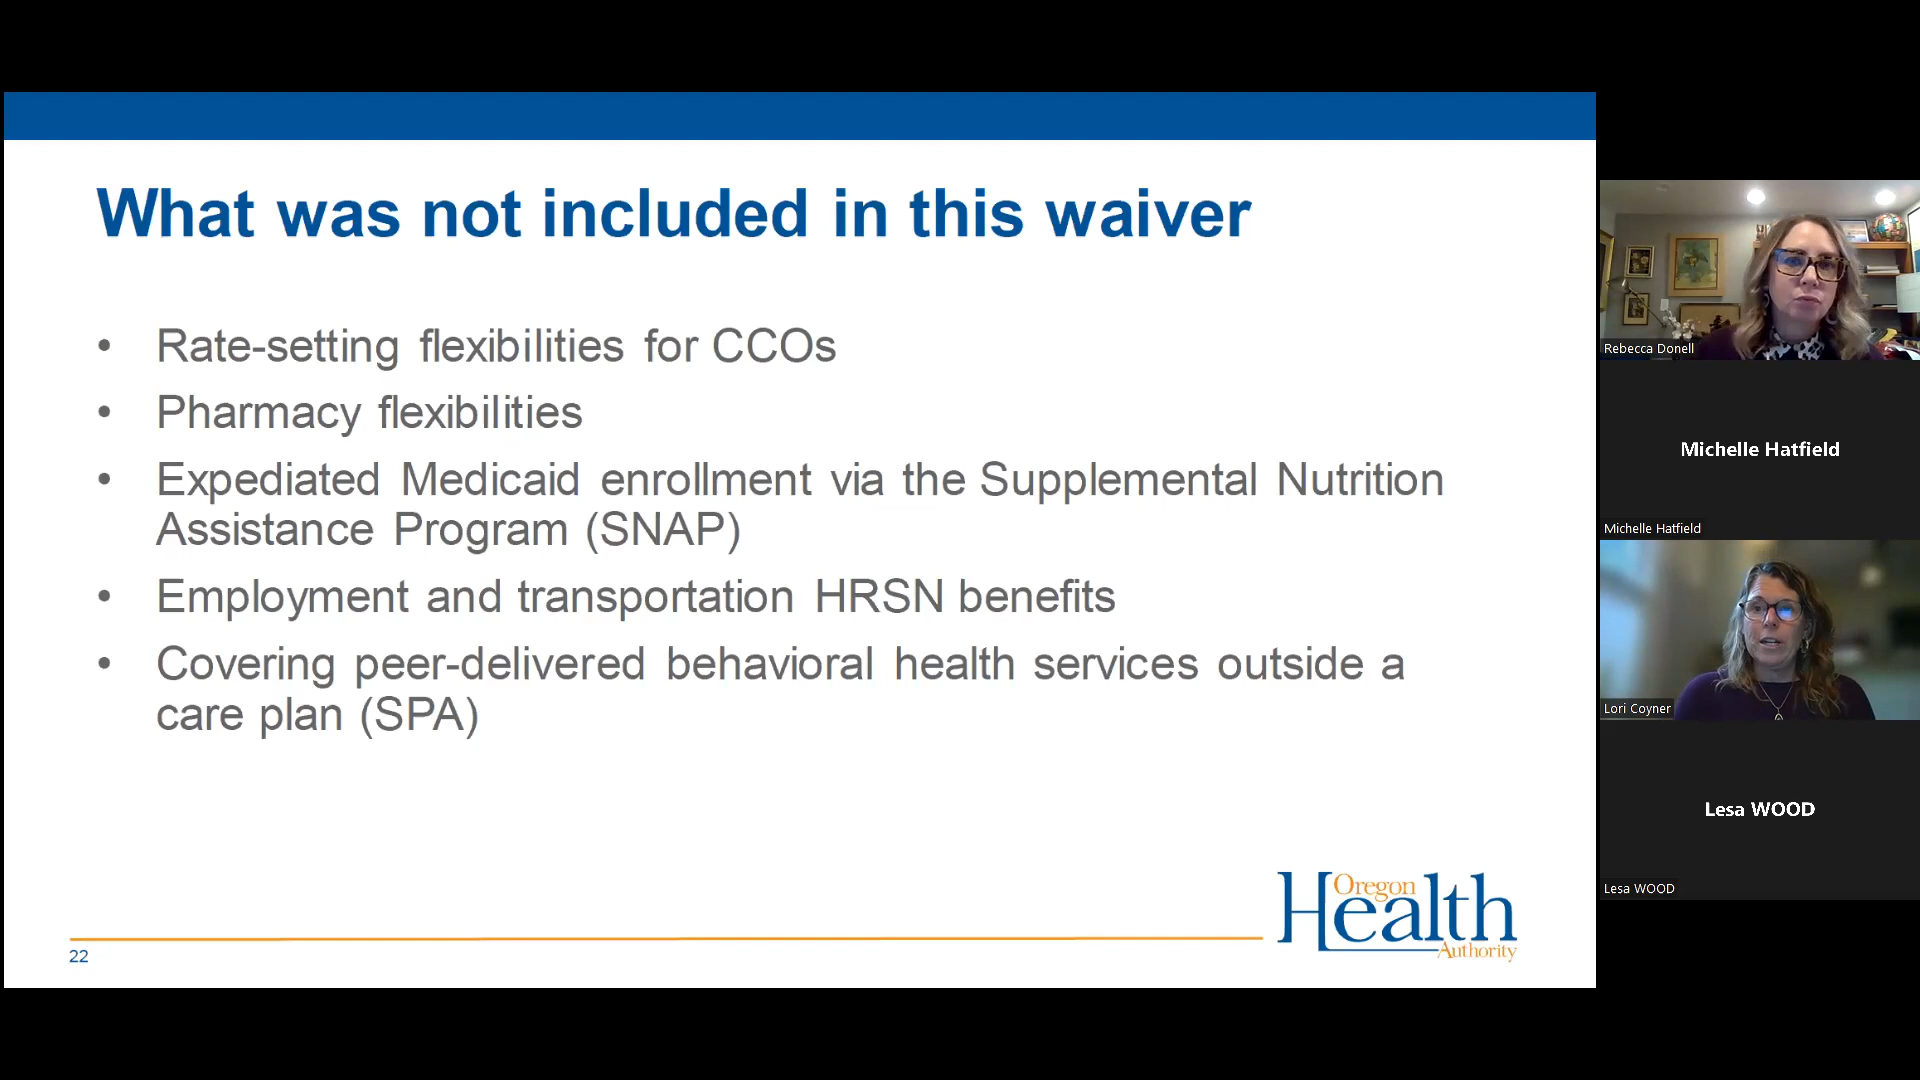 What was not included in this waiver
• Rate-setting flexibilities for CCOs
• Pharmacy flexibilities
• Expediated Medicaid enrollment via the Supplemental Nutrition
Assistance Program (SNAP)
• Employment and transportation HRSN benefits
• Covering peer-delivered behavioral health services outside a
care plan (SPA)
22
Oregon
Health
Authority
Rebecca Donell
Michelle Hatfield
Michelle Hatfield
Lori Coyner
Lesa WOOD
Lesa WOOD